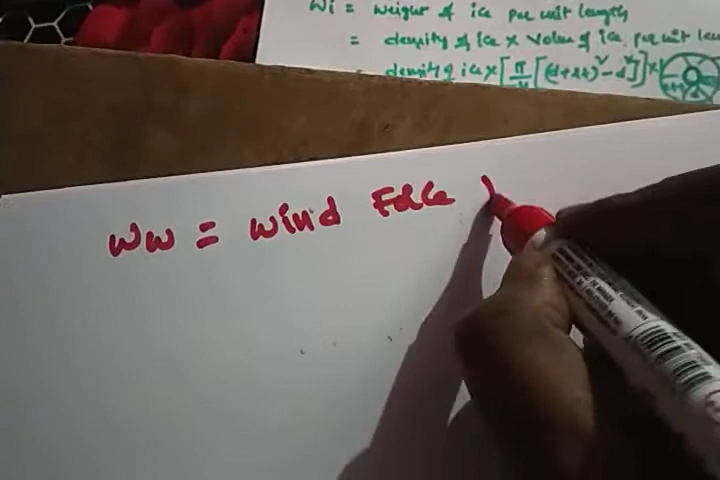 Wi = weight of ice per unit length
= density of ice × volume of ice per unit len
= density of ice × [π/4 [(d+2t)² - d²]] ×
Ww = wind Force